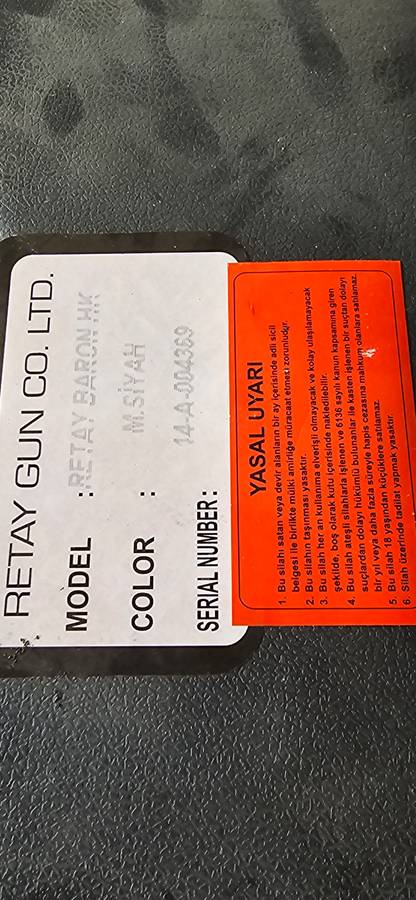 RETAY GUN CO. LTD.
MODEL : RETAY BARON HK
COLOR : M.SİYAH
SERIAL NUMBER : 14-A-004369
YASAL UYARI
1. Bu silahı satan veya devir alanların bir ay içerisinde adli sicil
belgesi ile birlikte mülki amirliğe müracaat etmesi zorunludur.
2. Bu silahın taşınması yasaktır.
3. Bu silah her an kullanıma elverişli olmayacak ve kolay ulaşılamayacak
şekilde, boş olarak kutu içerisinde nakledilebilir.
4. Bu silah ateşli silahlarla işlenen ve 6136 sayılı kanun kapsamına giren
suçlardan dolayı hükümlü bulunanlar ile kasten işlenen bir suçtan dolayı
bir yıl veya daha fazla süreyle hapis cezasına mahkum olanlara satılamaz.
5. Bu silah 18 yaşından küçüklere satılamaz.
6. Silah üzerinde tadilat yapmak yasaktır.